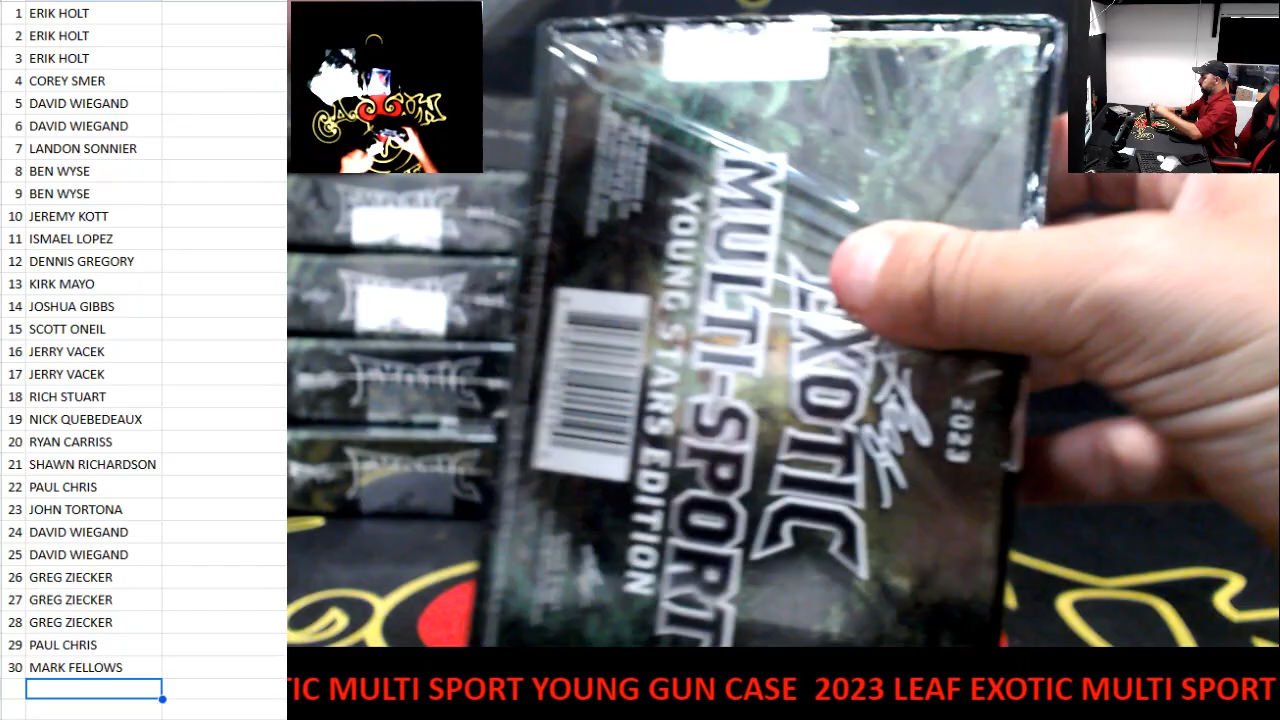 1 ERIK HOLT
2 ERIK HOLT
3 ERIK HOLT
4 COREY SMER
5 DAVID WIEGAND
6 DAVID WIEGAND
7 LANDON SONNIER
8 BEN WYSE
9 BEN WYSE
10 JEREMY KOTT
11 ISMAEL LOPEZ
12 DENNIS GREGORY
13 KIRK MAYO
14 JOSHUA GIBBS
15 SCOTT ONEIL
16 JERRY VACEK
17 JERRY VACEK
18 RICH STUART
19 NICK QUEBEDEAUX
20 RYAN CARRISS
21 SHAWN RICHARDSON
22 PAUL CHRIS
23 JOHN TORTONA
24 DAVID WIEGAND
25 DAVID WIEGAND
26 GREG ZIECKER
27 GREG ZIECKER
28 GREG ZIECKER
29 PAUL CHRIS
30 MARK FELLOWS
2023
Leaf
EXOTIC
MULTI-SPORT
YOUNG STARS EDITION
TIC MULTI SPORT YOUNG GUN CASE 2023 LEAF EXOTIC MULTI SPORT